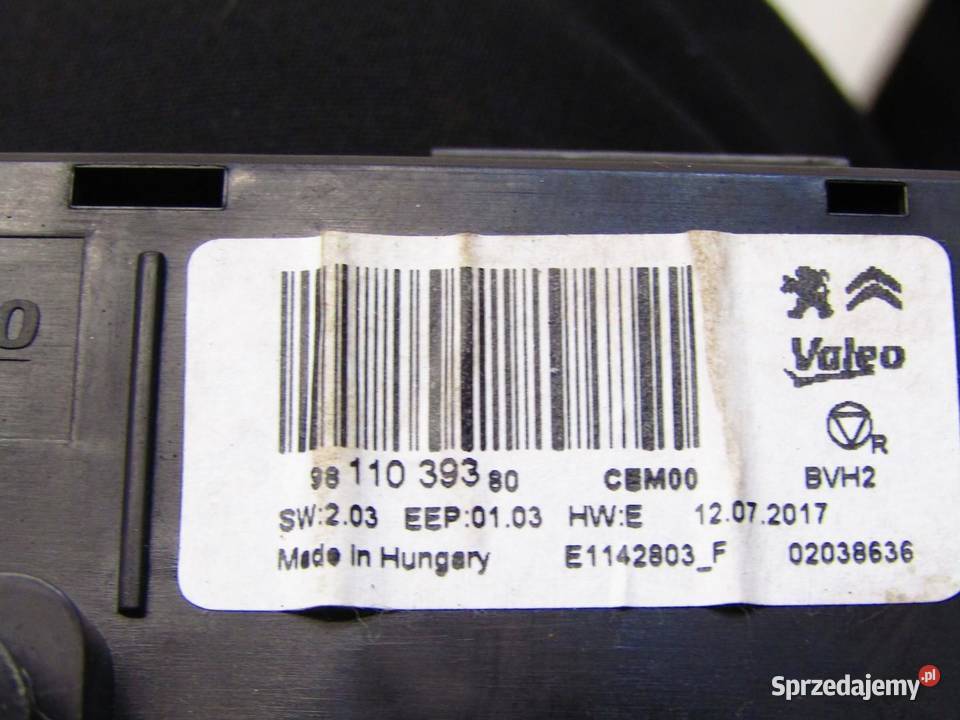 O
Valeo
R
98 110 393 80 CEM00 BVH2
SW:2.03 EEP:01.03 HW:E 12.07.2017
Made In Hungary E1142803_F 02038636
Sprzedajemy.pl